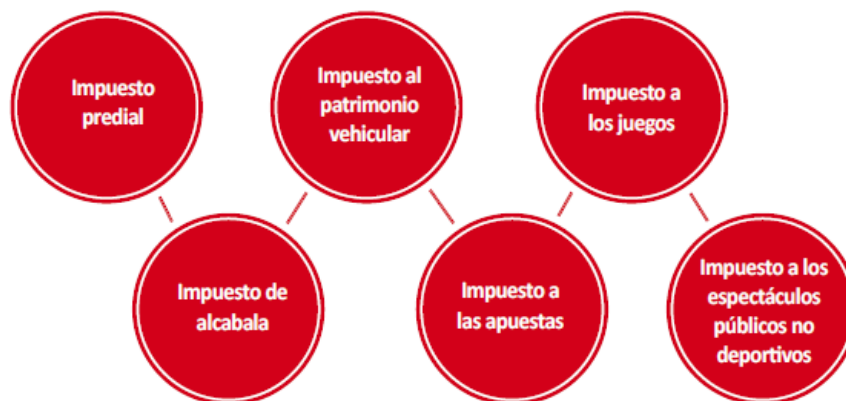 Impuesto
predial
Impuesto de
alcabala
Impuesto al
patrimonio
vehicular
Impuesto a
las apuestas
Impuesto a
los juegos
Impuesto a los
espectáculos
públicos no
deportivos